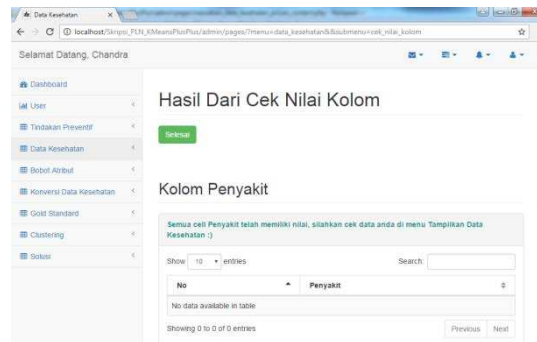 Data Kesehatan
localhost/Skripsi_PLN_KMeansPlusPlus/admin/pages/?menu=data_kesehatan&submenu=cek_nilai_kolom
Selamat Datang, Chandra
Dashboard
User
Tindakan Preventif
Data Kesehatan
Bobot Atribut
Konversi Data Kesehatan
Gold Standard
Clustering
Solusi
Hasil Dari Cek Nilai Kolom
Selesai
Kolom Penyakit
Semua cell Penyakit telah memiliki nilai, silahkan cek data anda di menu Tampilkan Data
Kesehatan :)
Show 10 entries Search:
No Penyakit
No data available in table
Showing 0 to 0 of 0 entries Previous Next